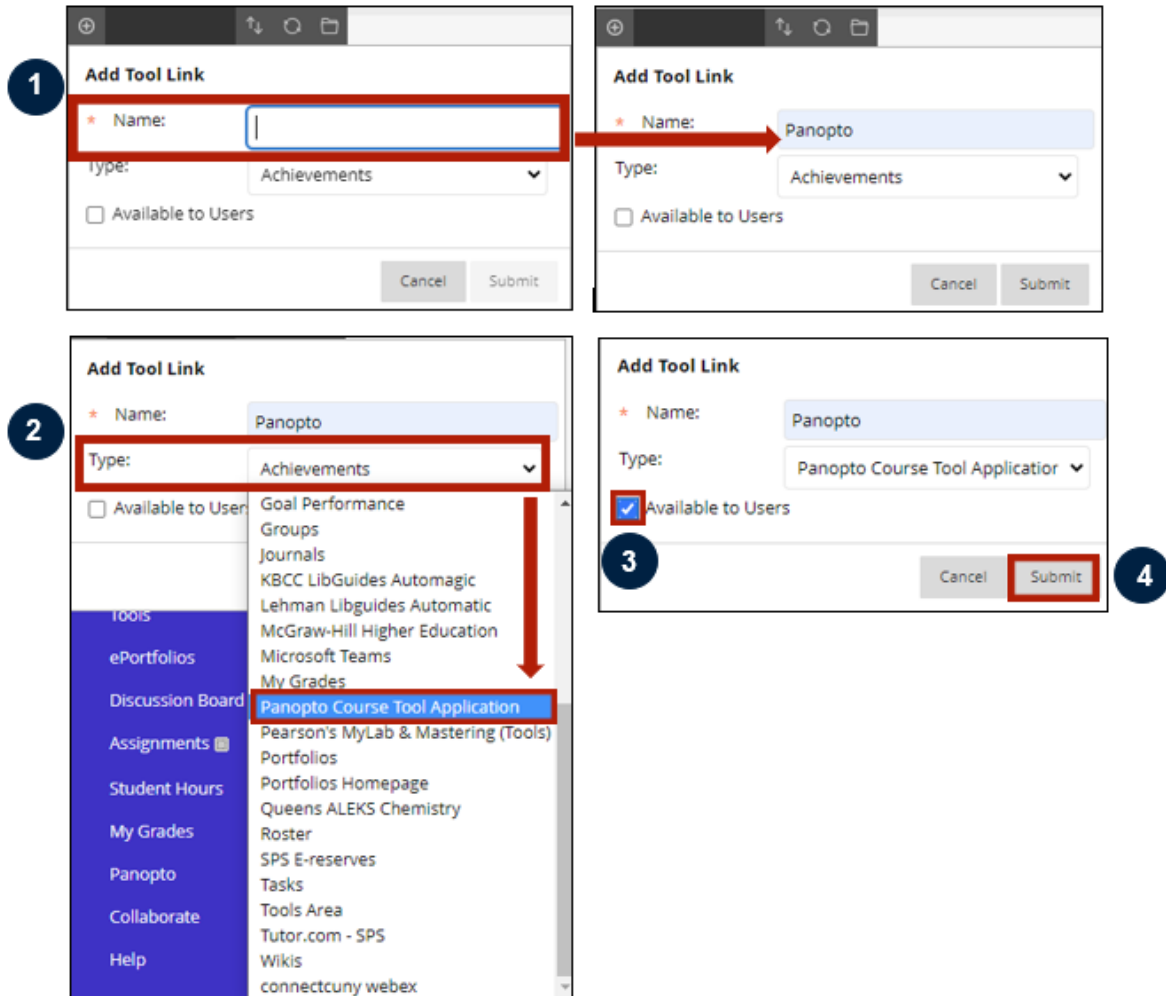 1
Add Tool Link
* Name:
Type:
Achievements
Available to Users
Cancel
Submit
Add Tool Link
* Name:
Panopto
Type:
Achievements
Available to Users
Cancel
Submit
2
Add Tool Link
* Name:
Panopto
Type:
Achievements
Available to User
Goal Performance
Groups
Journals
KBCC LibGuides Automagic
Lehman Libguides Automatic
McGraw-Hill Higher Education
Microsoft Teams
My Grades
Panopto Course Tool Application
Pearson's MyLab & Mastering (Tools)
Portfolios
Portfolios Homepage
Queens ALEKS Chemistry
Roster
SPS E-reserves
Tasks
Tools Area
Tutor.com - SPS
Wikis
connectcuny webex
Tools
ePortfolios
Discussion Board
Assignments
Student Hours
My Grades
Panopto
Collaborate
Help
Add Tool Link
* Name:
Panopto
Type:
Panopto Course Tool Application
Available to Users
3
Cancel
Submit
4